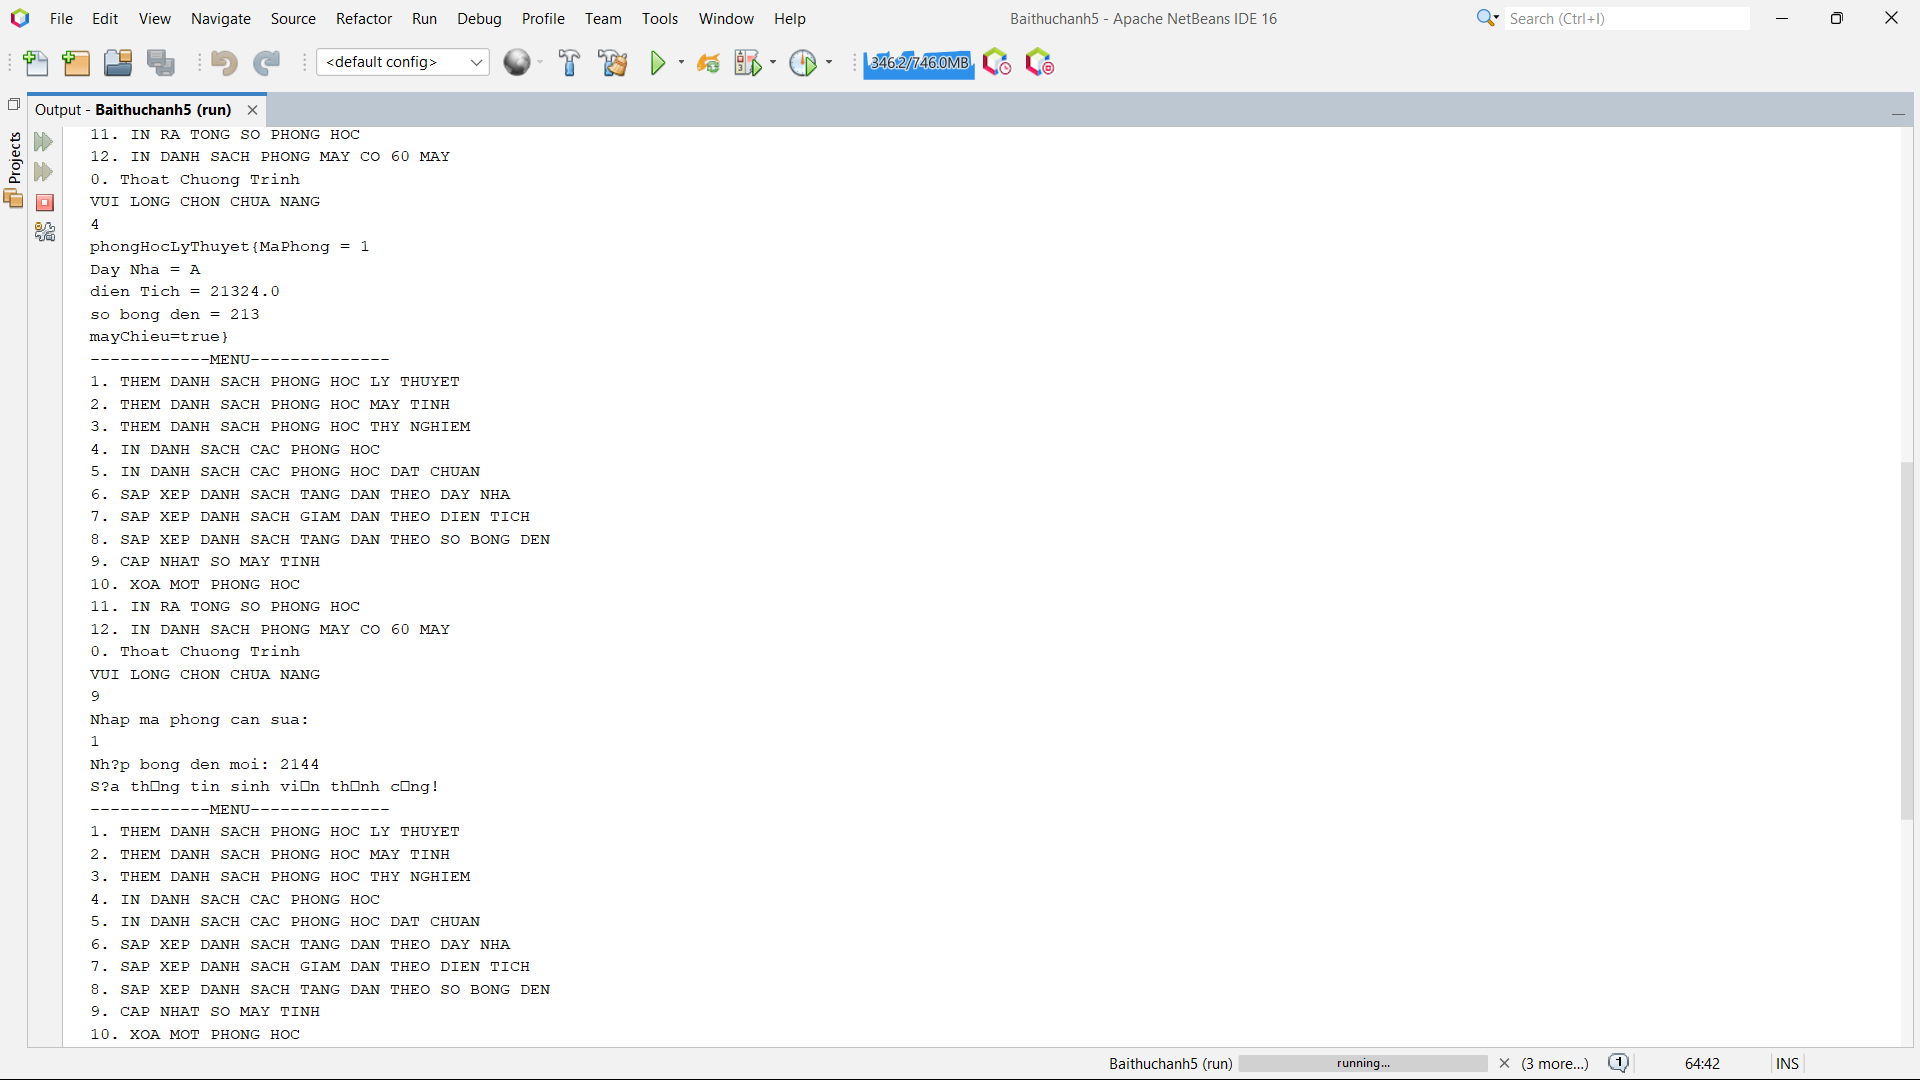 File Edit View Navigate Source Refactor Run Debug Profile Team Tools Window Help
Baithuchanh5 - Apache NetBeans IDE 16
Search (Ctrl+I)
<default config>
346.2/746.0MB
Output - Baithuchanh5 (run)
Projects
11. IN RA TONG SO PHONG HOC
12. IN DANH SACH PHONG MAY CO 60 MAY
0. Thoat Chuong Trinh
VUI LONG CHON CHUA NANG
4
phongHocLyThuyet{MaPhong = 1
Day Nha = A
dien Tich = 21324.0
so bong den = 213
mayChieu=true}
------------MENU--------------
1. THEM DANH SACH PHONG HOC LY THUYET
2. THEM DANH SACH PHONG HOC MAY TINH
3. THEM DANH SACH PHONG HOC THY NGHIEM
4. IN DANH SACH CAC PHONG HOC
5. IN DANH SACH CAC PHONG HOC DAT CHUAN
6. SAP XEP DANH SACH TANG DAN THEO DAY NHA
7. SAP XEP DANH SACH GIAM DAN THEO DIEN TICH
8. SAP XEP DANH SACH TANG DAN THEO SO BONG DEN
9. CAP NHAT SO MAY TINH
10. XOA MOT PHONG HOC
11. IN RA TONG SO PHONG HOC
12. IN DANH SACH PHONG MAY CO 60 MAY
0. Thoat Chuong Trinh
VUI LONG CHON CHUA NANG
9
Nhap ma phong can sua:
1
Nh?p bong den moi: 2144
S?a th□ng tin sinh vi□n th□nh c□ng!
------------MENU--------------
1. THEM DANH SACH PHONG HOC LY THUYET
2. THEM DANH SACH PHONG HOC MAY TINH
3. THEM DANH SACH PHONG HOC THY NGHIEM
4. IN DANH SACH CAC PHONG HOC
5. IN DANH SACH CAC PHONG HOC DAT CHUAN
6. SAP XEP DANH SACH TANG DAN THEO DAY NHA
7. SAP XEP DANH SACH GIAM DAN THEO DIEN TICH
8. SAP XEP DANH SACH TANG DAN THEO SO BONG DEN
9. CAP NHAT SO MAY TINH
10. XOA MOT PHONG HOC
Baithuchanh5 (run) running... (3 more...) 1 64:42 INS